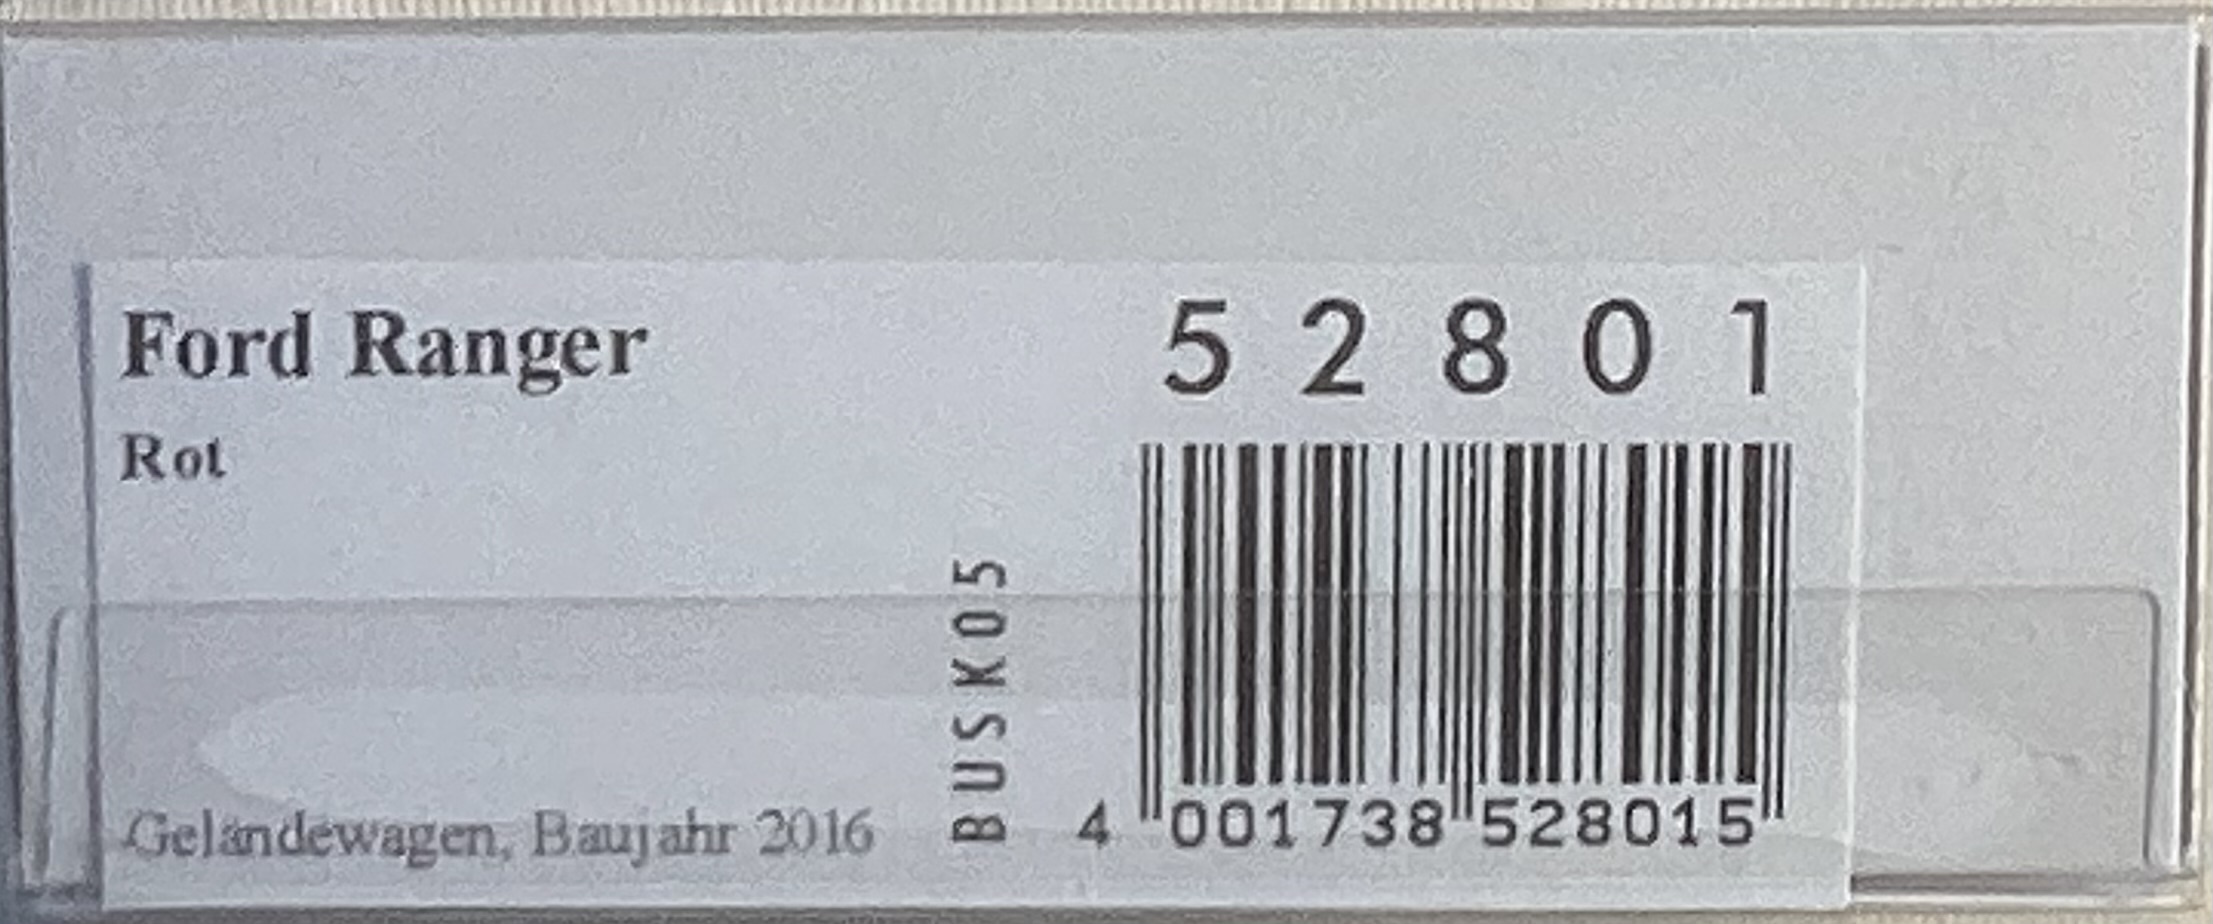 Ford Ranger
Rot
Geländewagen, Baujahr 2016
BUSK05
52801
4 001738 528015